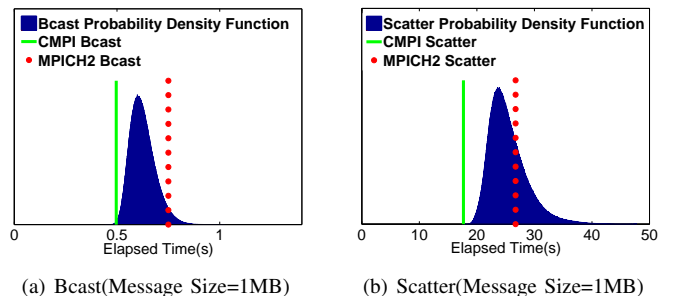 Bcast Probability Density Function
CMPI Bcast
MPICH2 Bcast
0 0.5 1
Elapsed Time(s)
(a) Bcast(Message Size=1MB)
Scatter Probability Density Function
CMPI Scatter
MPICH2 Scatter
0 10 20 30 40 50
Elapsed Time(s)
(b) Scatter(Message Size=1MB)